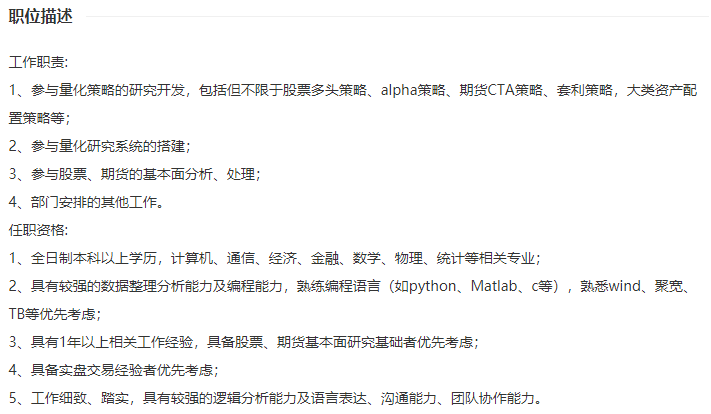 职位描述
工作职责:
1、参与量化策略的研究开发，包括但不限于股票多头策略、alpha策略、期货CTA策略、套利策略，大类资产配
置策略等；
2、参与量化研究系统的搭建；
3、参与股票、期货的基本面分析、处理；
4、部门安排的其他工作。
任职资格:
1、全日制本科以上学历，计算机、通信、经济、金融、数学、物理、统计等相关专业；
2、具有较强的数据整理分析能力及编程能力，熟练编程语言（如python、Matlab、c等），熟悉wind、聚宽、
TB等优先考虑；
3、具有1年以上相关工作经验，具备股票、期货基本面研究基础者优先考虑；
4、具备实盘交易经验者优先考虑；
5、工作细致、踏实，具有较强的逻辑分析能力及语言表达、沟通能力、团队协作能力。